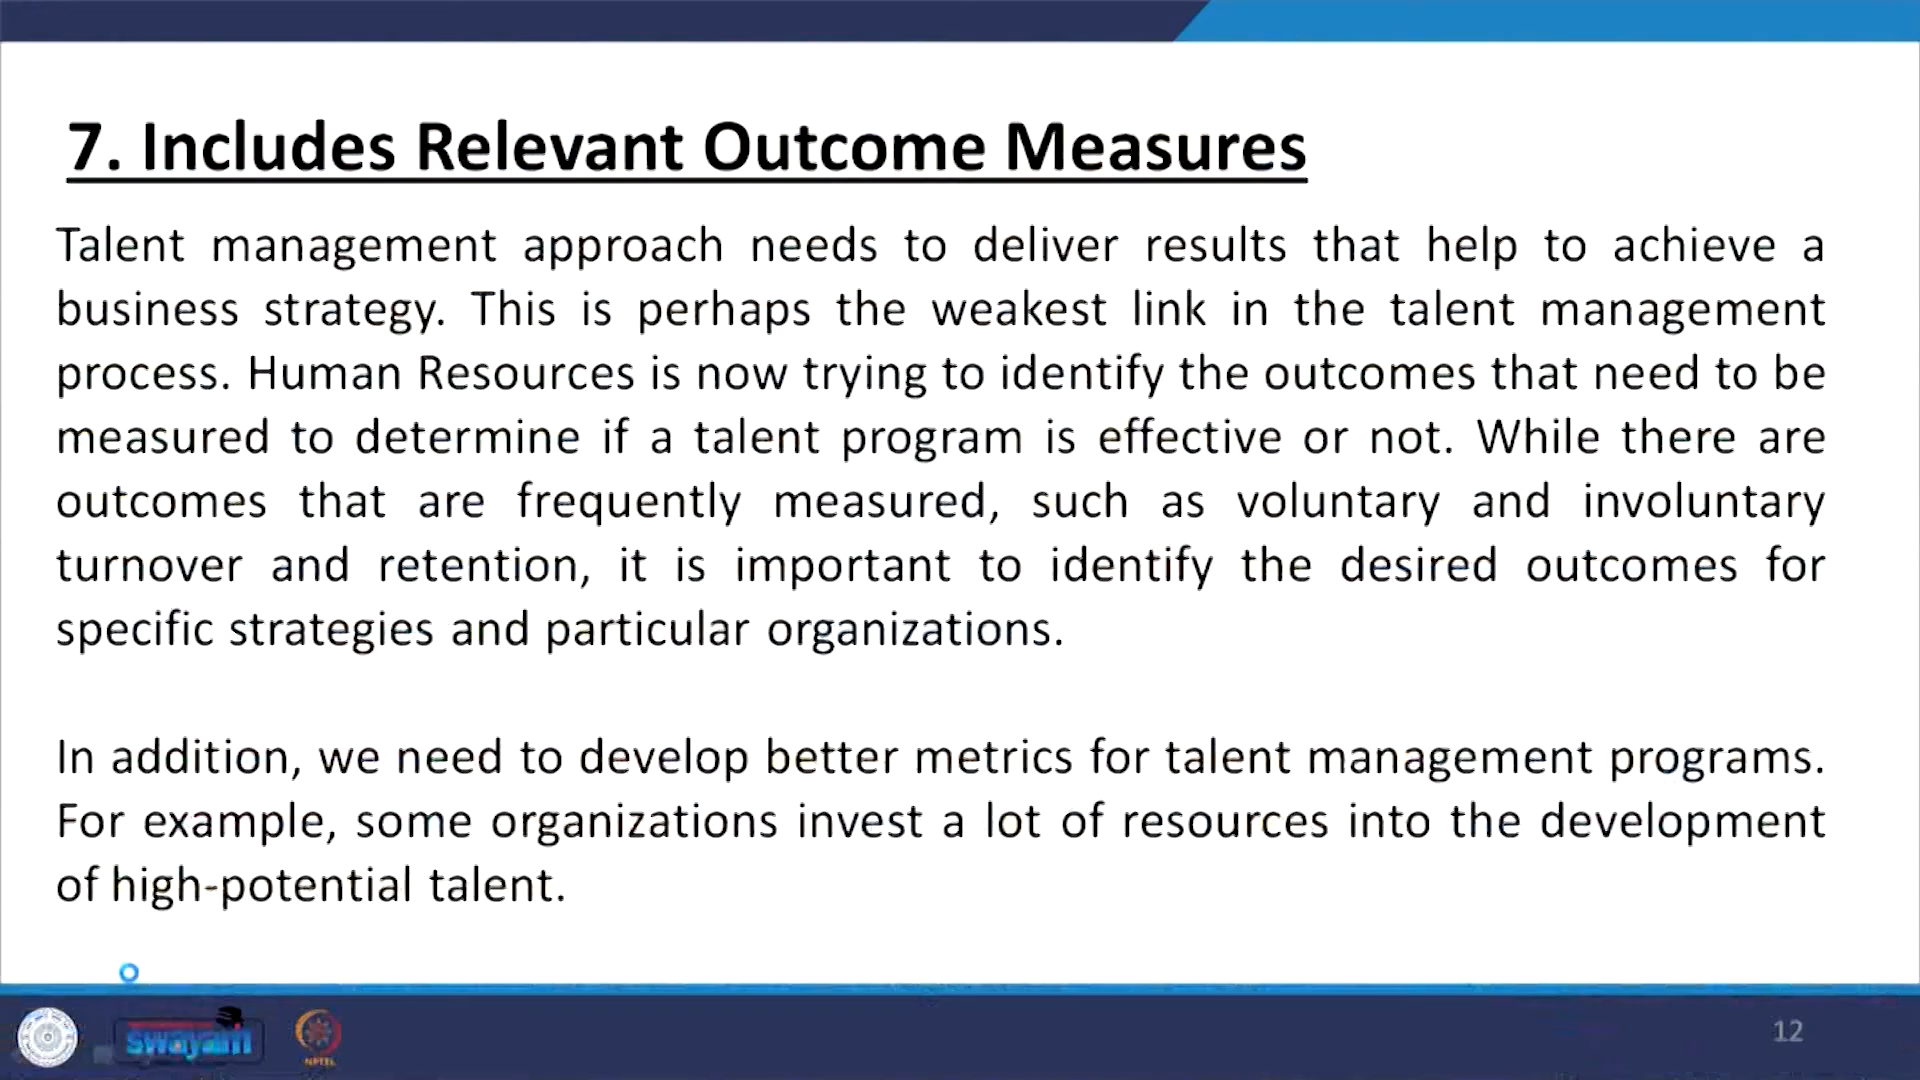 7. Includes Relevant Outcome Measures
Talent management approach needs to deliver results that help to achieve a
business strategy. This is perhaps the weakest link in the talent management
process. Human Resources is now trying to identify the outcomes that need to be
measured to determine if a talent program is effective or not. While there are
outcomes that are frequently measured, such as voluntary and involuntary
turnover and retention, it is important to identify the desired outcomes for
specific strategies and particular organizations.
In addition, we need to develop better metrics for talent management programs.
For example, some organizations invest a lot of resources into the development
of high-potential talent.
swayam
NPTEL
12